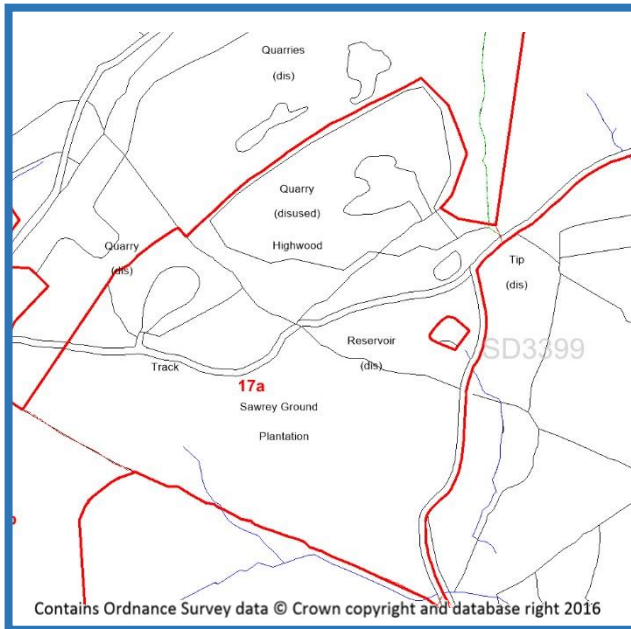 Quarries
(dis)
Quarry
(disused)
Highwood
Quarry
(dis)
Tip
(dis)
Reservoir
(dis)
SD3399
Track
17a
Sawrey Ground
Plantation
Contains Ordnance Survey data © Crown copyright and database right 2016